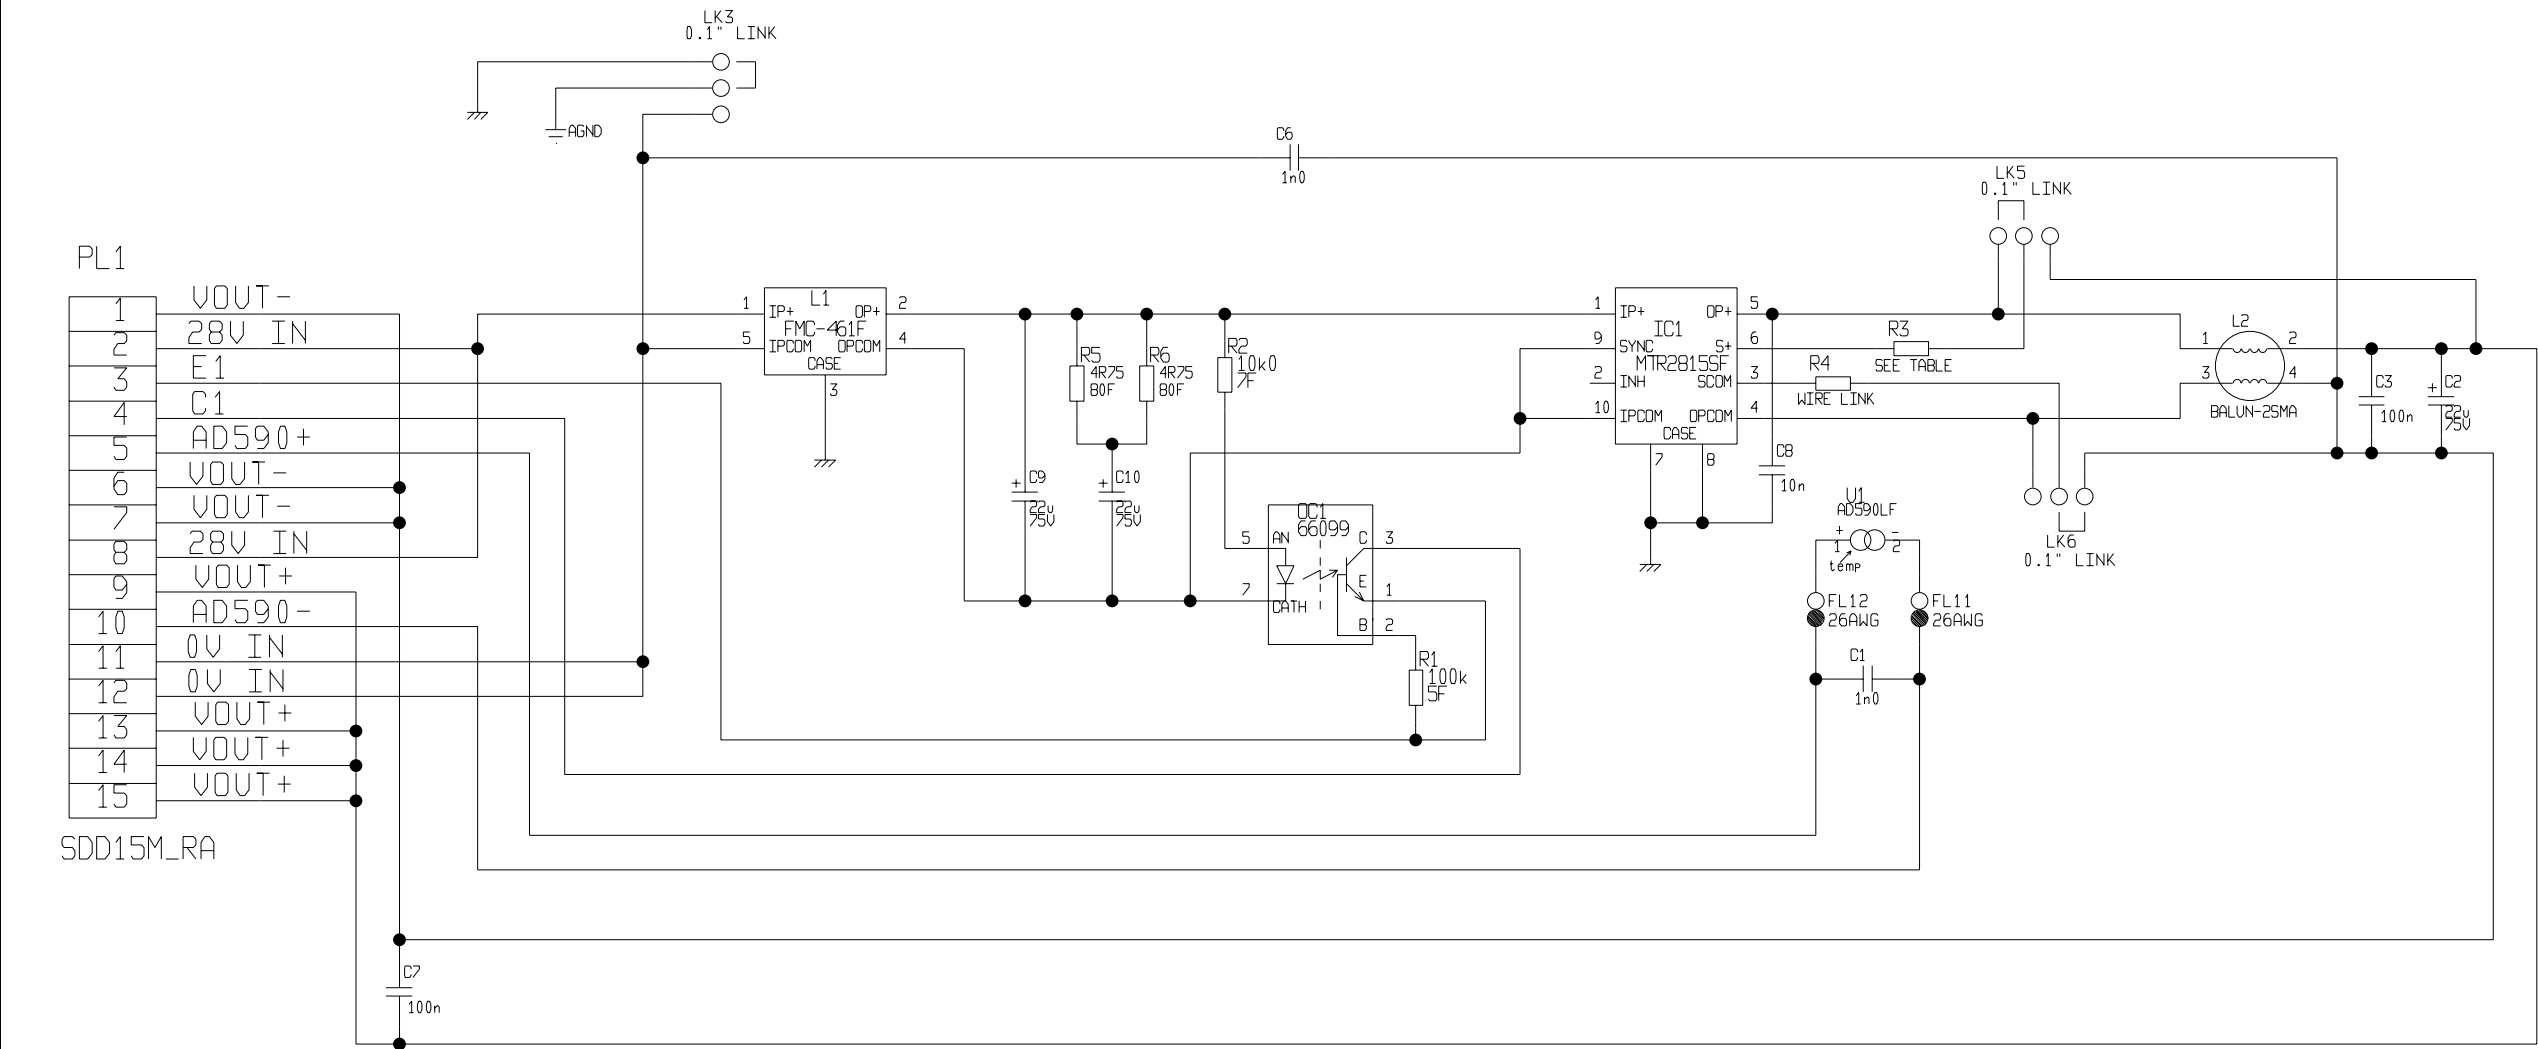 LK3
0.1" LINK
AGND
C6
1n0
LK5
0.1" LINK
PL1
1 VOUT-
2 28V IN
3 E1
4 C1
5 AD590+
6 VOUT-
7 VOUT-
8 28V IN
9 VOUT+
10 AD590-
11 0V IN
12 0V IN
13 VOUT+
14 VOUT+
15 VOUT+
SDD15M_RA
1 IP+ L1 OP+ 2
FMC-461F
5 IPCOM OPCOM 4
CASE
3
R5
4R75
80F
R6
4R75
80F
R2
10k0
7F
+ C9
22u
75V
+ C10
22u
75V
OC1
66099
5 AN C 3
E 1
7 CATH
B 2
R1
100k
5F
1 IP+ OP+ 5
IC1
9 SYNC S+ 6
MTR2815SF
2 INH SCOM 3
10 IPCOM OPCOM 4
CASE
7 8
R3
SEE TABLE
R4
WIRE LINK
C8
10n
U1
AD590LF
+ -
1 2
temp
FL12
26AWG
FL11
26AWG
C1
1n0
L2
1 2
3 4
BALUN-2SMA
C3
100n
+ C2
22u
75V
LK6
0.1" LINK
C7
100n